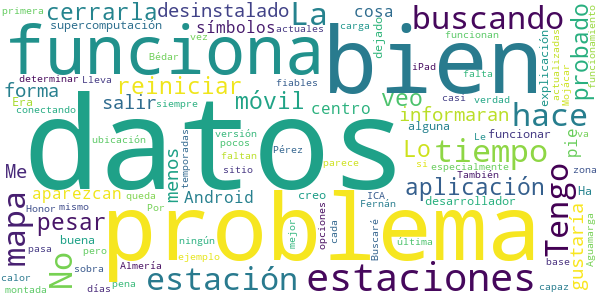 primera
cerrarla
desinstalado
La
cosa
buscando
supercomputación
símbolos
actuales
dejado
carga
funcionan
explicación
actualizadas
Mojácar
probado
funcionamiento
funciona
bien
determinar
Lleva
vez
Bédar
fiables
iPad
falta
forma
reiniciar
móvil
veo
informaran
hace
Era
salir
centro
alguna
conectando
siempre
casi
verdad
pie
va
datos
ubicación
versión
pocos
faltan
temporadas
Lo
si
tiempo
funcionar
Le
Me
menos
sitio
Pérez
parece
especialmente
También
zona
mapa
aparezcan
Android
creo
aplicación
desarrollador
Ha
gustaría
Tengo
pesar
Honor
mismo
queda
Por
opciones
ICA
Fernán
Buscaré
base
Aguamarga
No
pasa
buena
pero
problema
ningún
mejor
cada
última
calor
sobra
Almería
ejemplo
montada
días
pena
estación
estaciones
capaz